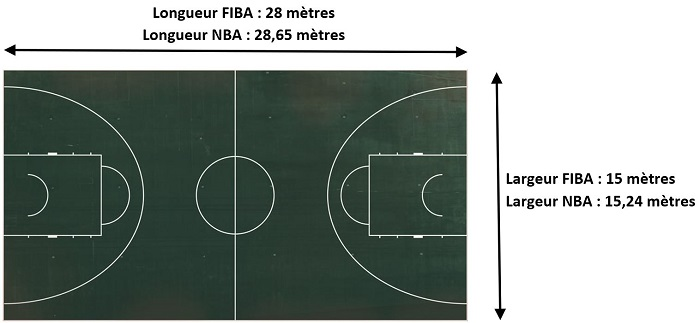 Longueur FIBA : 28 mètres
Longueur NBA : 28,65 mètres
Largeur FIBA : 15 mètres
Largeur NBA : 15,24 mètres